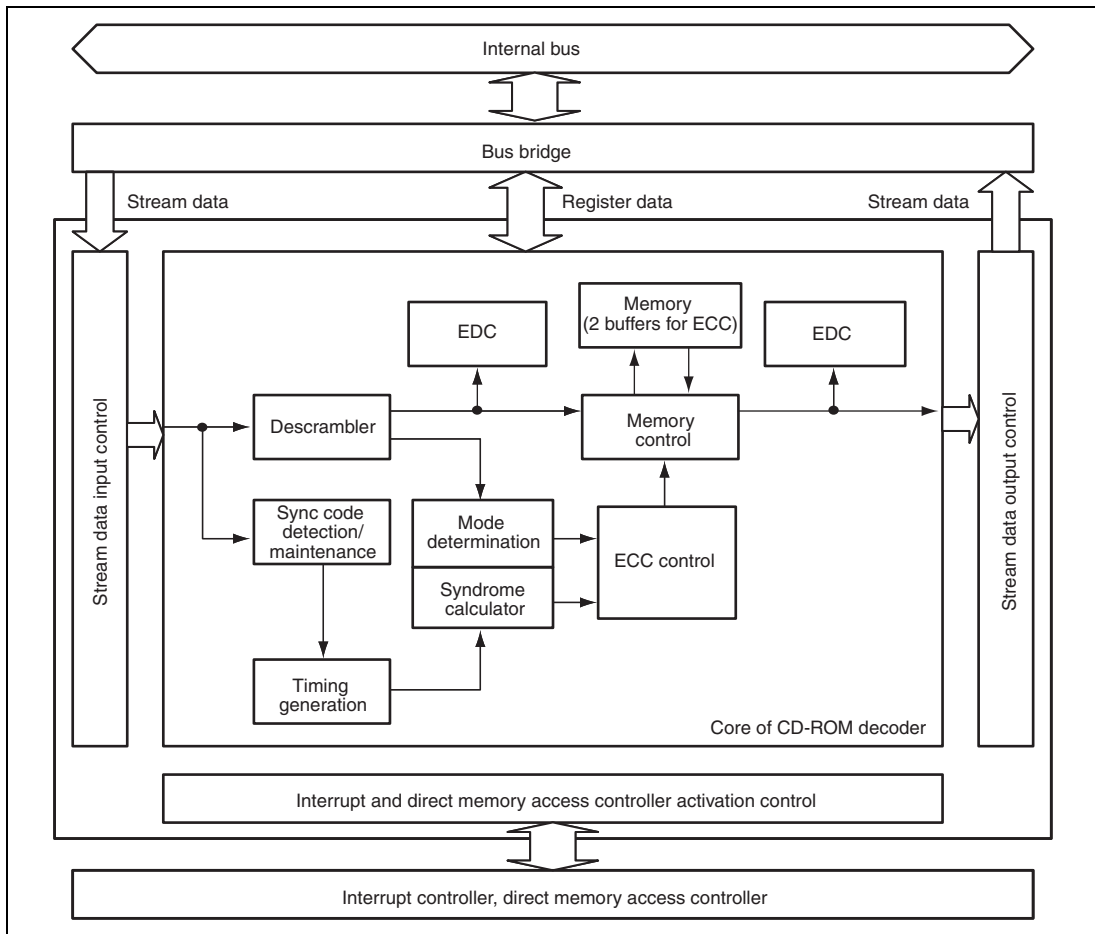 Internal bus
Bus bridge
Stream data
Register data
Stream data
Stream data input control
EDC
Memory
(2 buffers for ECC)
EDC
Descrambler
Memory
control
Sync code
detection/
maintenance
Mode
determination
Syndrome
calculator
ECC control
Timing
generation
Core of CD-ROM decoder
Stream data output control
Interrupt and direct memory access controller activation control
Interrupt controller, direct memory access controller